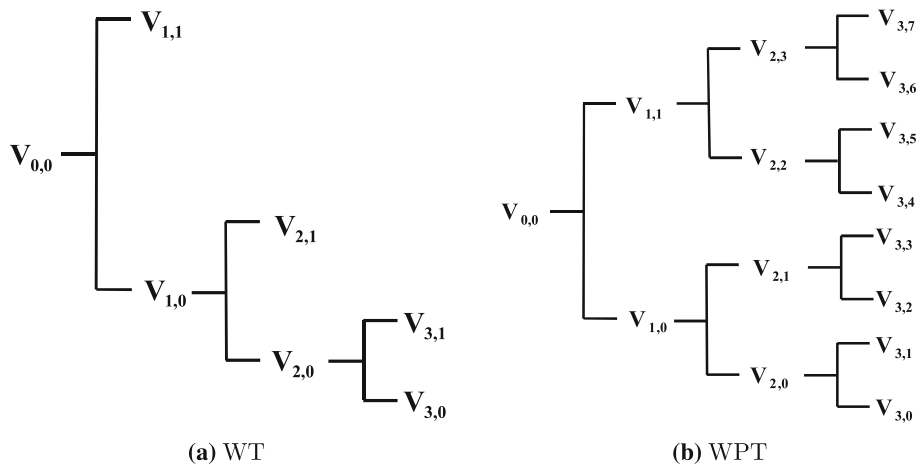 V1,1
V0,0
V2,1
V1,0
V3,1
V2,0
V3,0
(a) WT
V3,7
V2,3
V3,6
V1,1
V3,5
V2,2
V3,4
V0,0
V3,3
V2,1
V3,2
V1,0
V3,1
V2,0
V3,0
(b) WPT